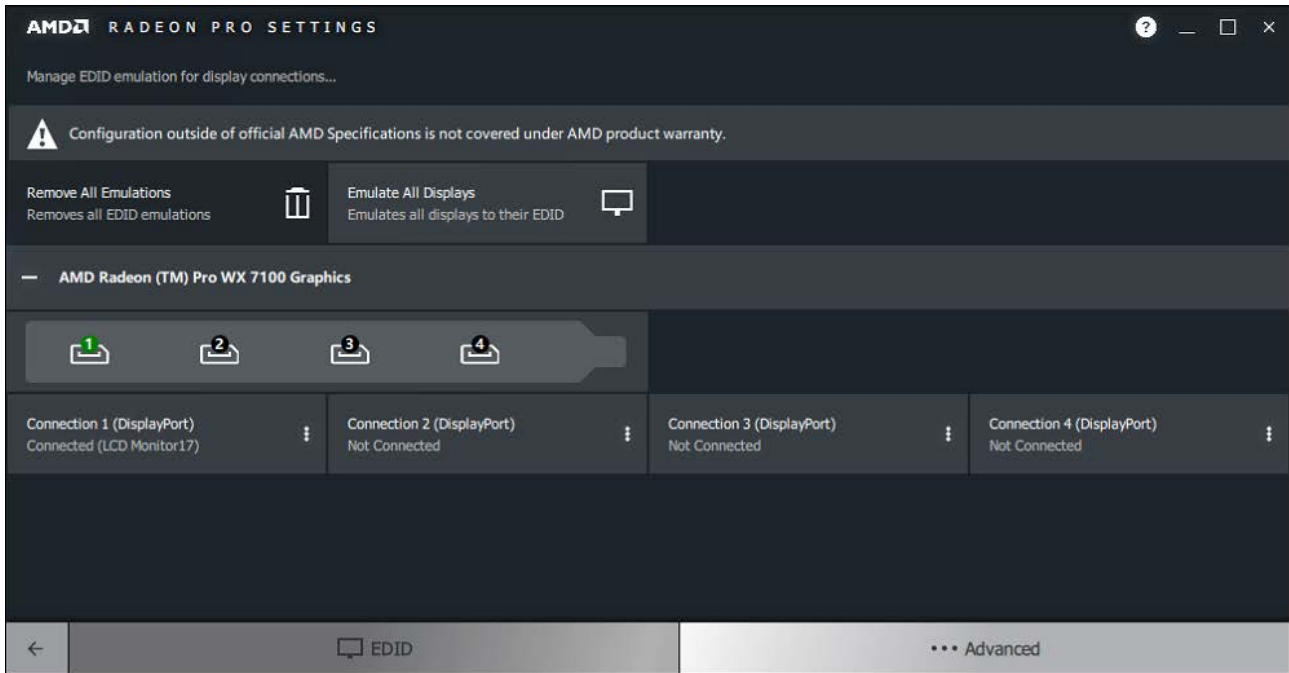 AMD RADEON PRO SETTINGS
?
Manage EDID emulation for display connections...
Configuration outside of official AMD Specifications is not covered under AMD product warranty.
Remove All Emulations
Removes all EDID emulations
Emulate All Displays
Emulates all displays to their EDID
AMD Radeon (TM) Pro WX 7100 Graphics
1 2 3 4
Connection 1 (DisplayPort)
Connected (LCD Monitor17)
Connection 2 (DisplayPort)
Not Connected
Connection 3 (DisplayPort)
Not Connected
Connection 4 (DisplayPort)
Not Connected
EDID
Advanced